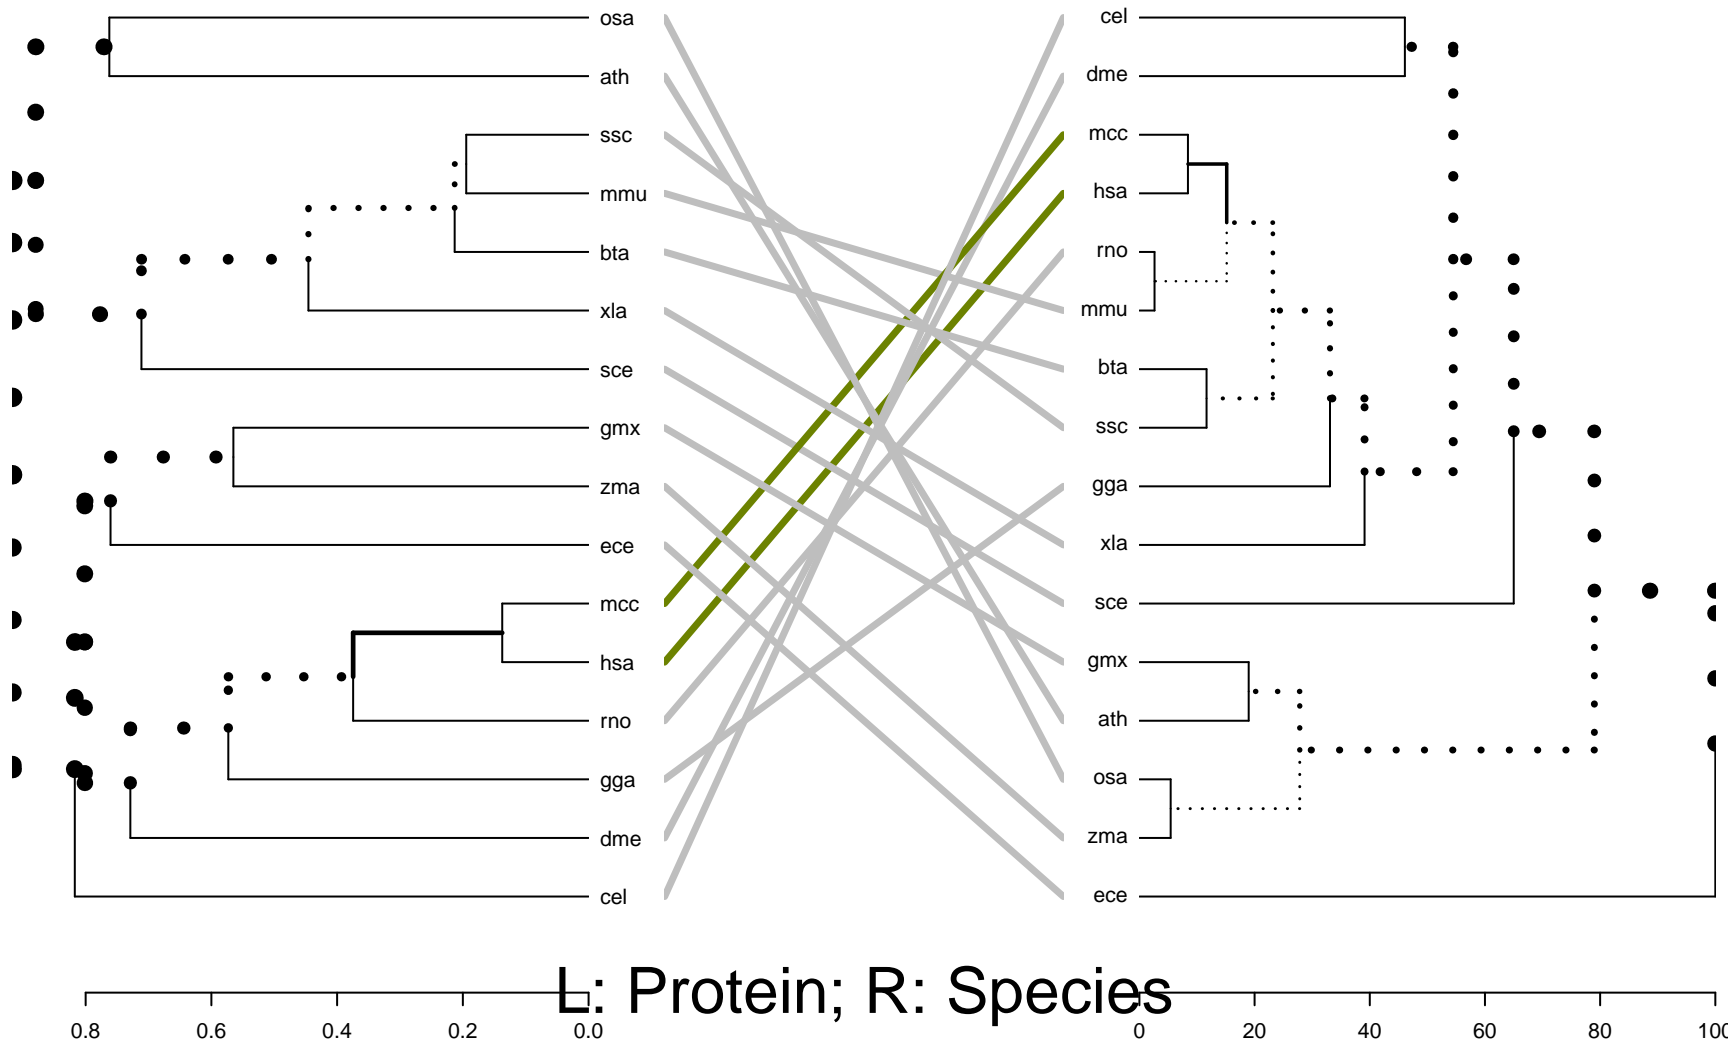 osa cel
ath dme
ssc mcc
mmu hsa
bta rno
xla mmu
sce bta
gmx ssc
zma gga
ece xla
mcc sce
hsa gmx
rno ath
gga osa
dme zma
cel ece
L: Protein; R: Species
0.8 0.6 0.4 0.2 0.0 0 20 40 60 80 100